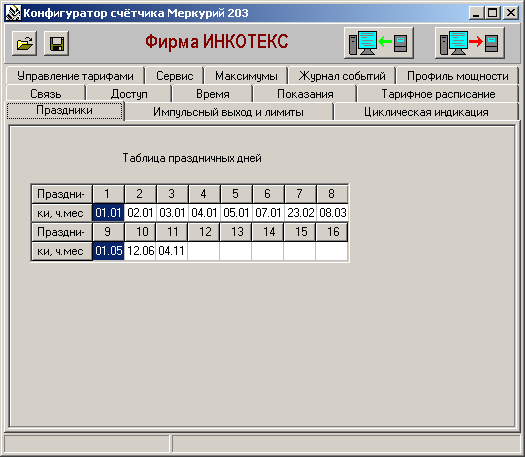 Конфигуратор счётчика Меркурий 203
Фирма ИНКОТЕКС
Управление тарифами Сервис Максимумы Журнал событий Профиль мощности
Связь Доступ Время Показания Тарифное расписание
Праздники Импульсный выход и лимиты Циклическая индикация
Таблица праздничных дней
Праздни- 1 2 3 4 5 6 7 8
ки, ч.мес 01.01 02.01 03.01 04.01 05.01 07.01 23.02 08.03
Праздни- 9 10 11 12 13 14 15 16
ки, ч.мес 01.05 12.06 04.11